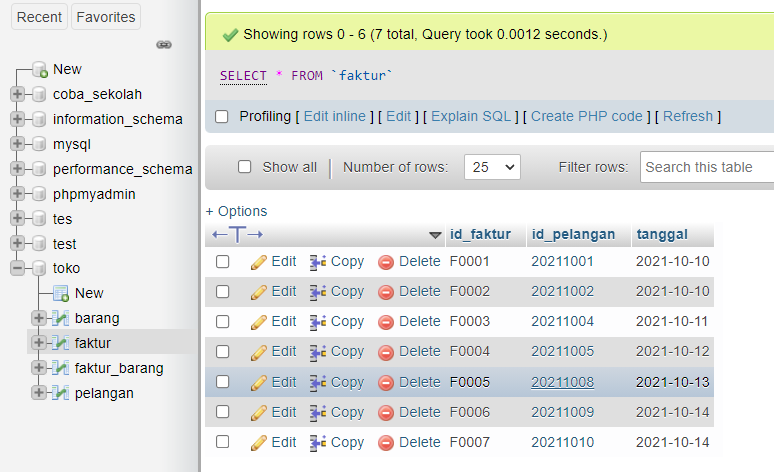 Recent Favorites
New
coba_sekolah
information_schema
mysql
performance_schema
phpmyadmin
tes
test
toko
New
barang
faktur
faktur_barang
pelangan
Showing rows 0 - 6 (7 total, Query took 0.0012 seconds.)
SELECT * FROM `faktur`
Profiling [ Edit inline ] [ Edit ] [ Explain SQL ] [ Create PHP code ] [ Refresh ]
Show all | Number of rows: 25 Filter rows: Search this table
+ Options
←T→ id_faktur id_pelangan tanggal
Edit Copy Delete F0001 20211001 2021-10-10
Edit Copy Delete F0002 20211002 2021-10-10
Edit Copy Delete F0003 20211004 2021-10-11
Edit Copy Delete F0004 20211005 2021-10-12
Edit Copy Delete F0005 20211008 2021-10-13
Edit Copy Delete F0006 20211009 2021-10-14
Edit Copy Delete F0007 20211010 2021-10-14